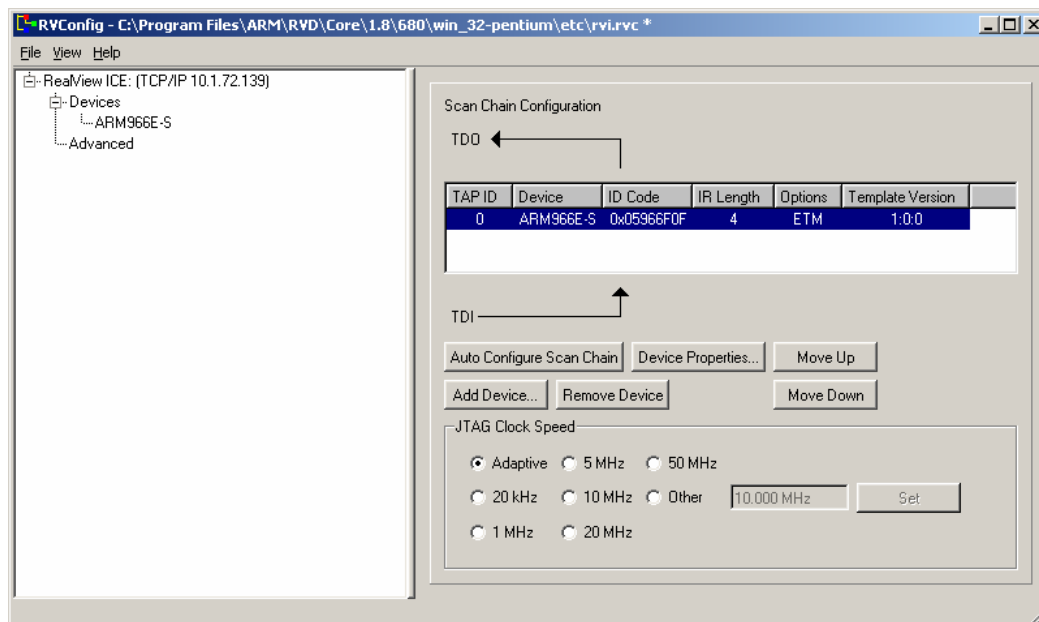 RVConfig - C:\Program Files\ARM\RVD\Core\1.8\680\win_32-pentium\etc\rvi.rvc *
File View Help
RealView ICE: (TCP/IP 10.1.72.139)
Devices
ARM966E-S
Advanced
Scan Chain Configuration
TDO
TAP ID Device ID Code IR Length Options Template Version
0 ARM966E-S 0x05966F0F 4 ETM 1:0:0
TDI
Auto Configure Scan Chain Device Properties... Move Up
Add Device... Remove Device Move Down
JTAG Clock Speed
Adaptive 5 MHz 50 MHz
20 kHz 10 MHz Other 10.000 MHz Set
1 MHz 20 MHz